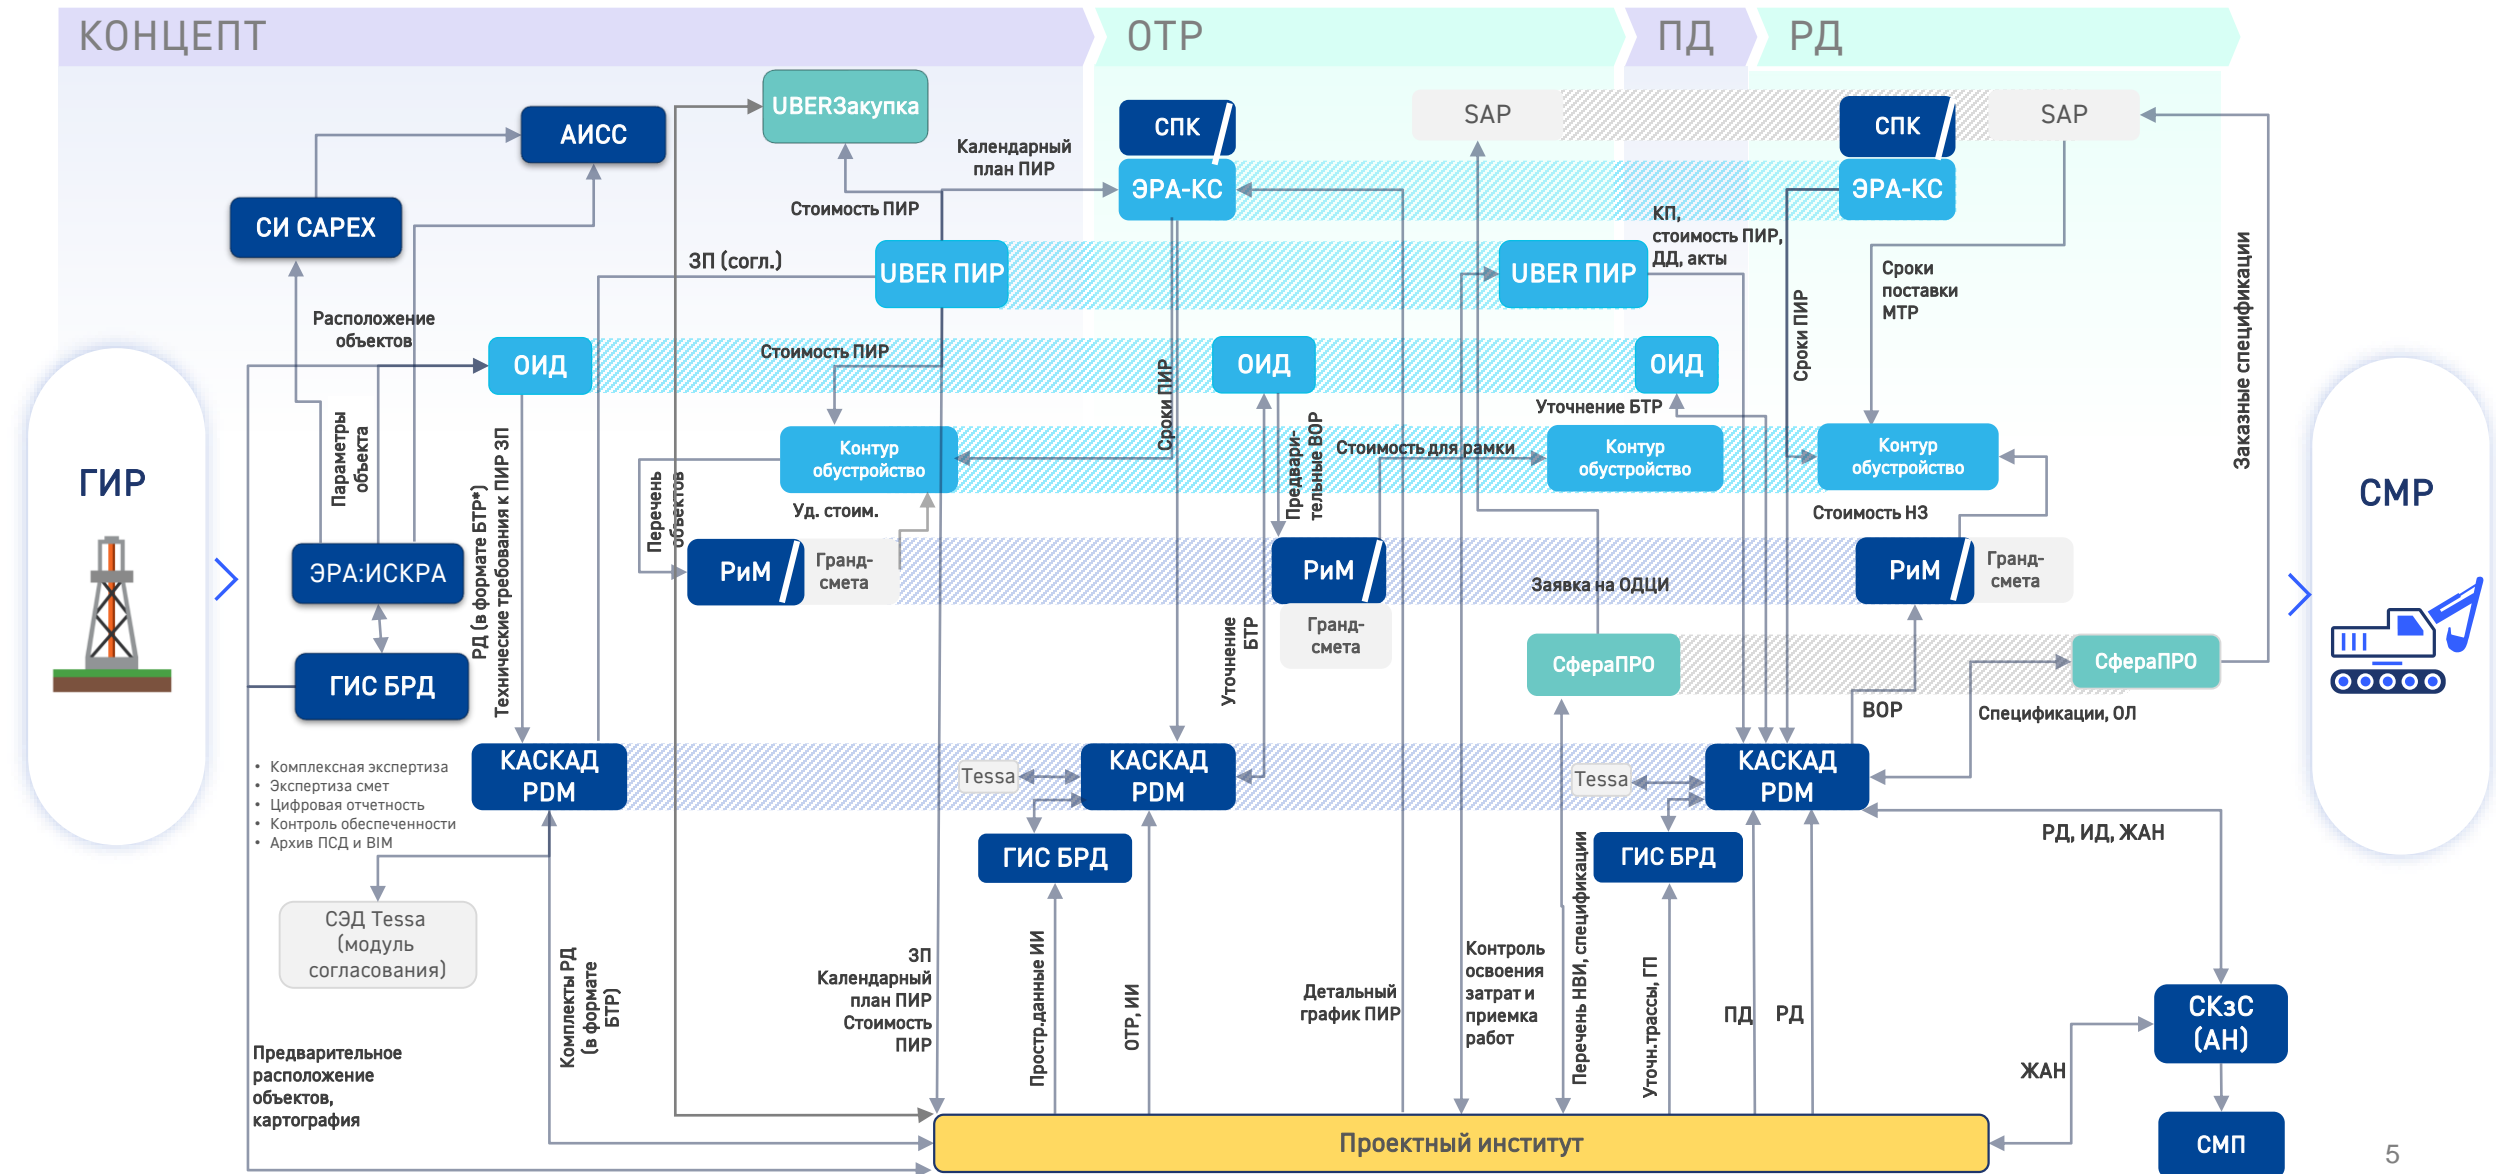 КОНЦЕПТ
ОТР
ПД
РД
UBERЗакупка
АИСС
СПК
SAP
СПК
SAP
Календарный
план ПИР
ЭРА-КС
ЭРА-КС
Стоимость ПИР
СИ САРЕХ
КП,
стоимость ПИР,
ДД, акты
ЗП (согл.)
UBER ПИР
UBER ПИР
Сроки
поставки
МТР
Сроки ПИР
Заказные спецификации
Расположение
объектов
ОИД
Стоимость ПИР
ОИД
ОИД
Сроки ПИР
Уточнение БТР
Параметры
объекта
РД (в формате БТР*)
Технические требования к ПИР ЗП
Контур
обустройство
Предвари-
тельные ВОР
Стоимость для рамки
Контур
обустройство
Контур
обустройство
ГИР
СМР
Перечень
объектов
Уд. стоим.
Стоимость НЗ
ЭРА:ИСКРА
РиМ
Гранд-
смета
РиМ
Гранд-
смета
Заявка на ОДЦИ
РиМ
Гранд-
смета
Уточнение
БТР
СфераПРО
СфераПРО
ГИС БРД
ВОР
Спецификации, ОЛ
КАСКАД
PDM
Tessa
КАСКАД
PDM
Tessa
КАСКАД
PDM
• Комплексная экспертиза
• Экспертиза смет
• Цифровая отчетность
• Контроль обеспеченности
• Архив ПСД и BIM
РД, ИД, ЖАН
ГИС БРД
ГИС БРД
СЭД Tessa
(модуль
согласования)
Комплекты РД
(в формате
БТР)
ЗП
Календарный
план ПИР
Стоимость
ПИР
Простр.данные ИИ
ОТР, ИИ
Детальный
график ПИР
Контроль
освоения
затрат и
приемка
работ
Перечень НВИ, спецификации
Уточн.трассы, ГП
ПД
РД
СКзС
(АН)
ЖАН
Предварительное
расположение
объектов,
картография
Проектный институт
СМП
5